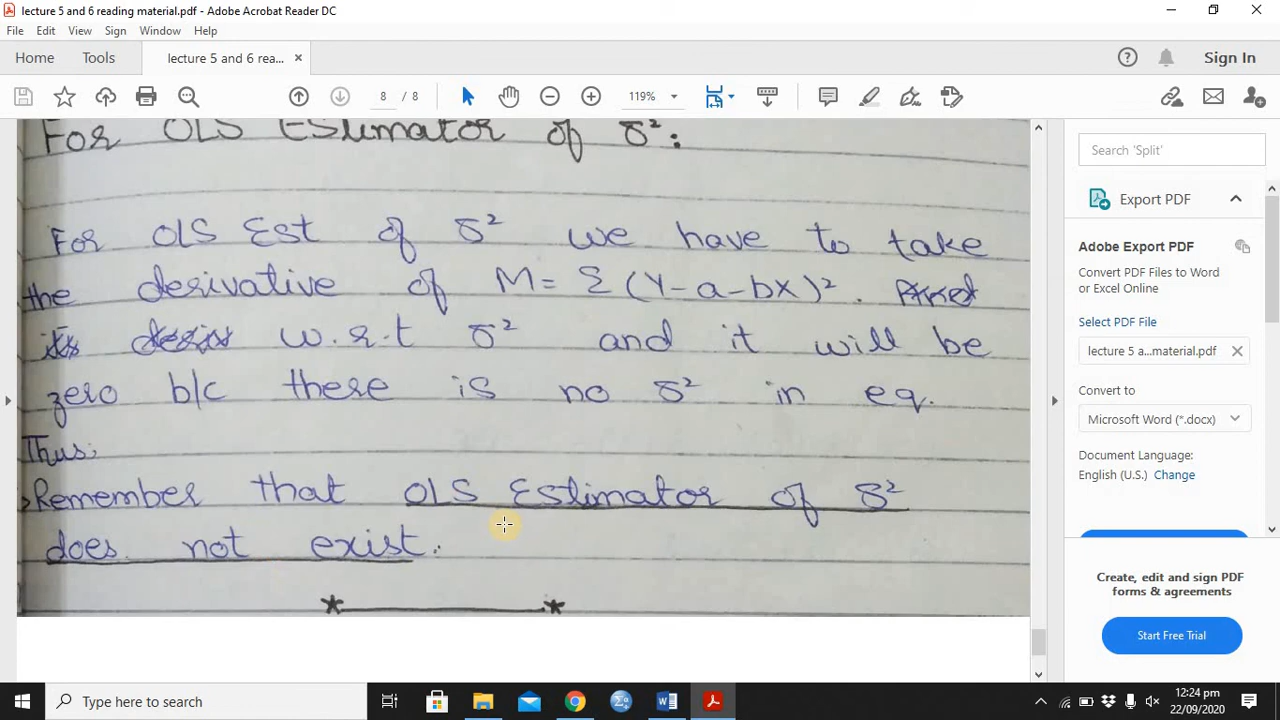 lecture 5 and 6 reading material.pdf - Adobe Acrobat Reader DC
File Edit View Sign Window Help
Home Tools lecture 5 and 6 rea... × Sign In
8 / 8 119%
For OLS Estimator of σ²:
For OLS Est of σ² we have to take
the derivative of M = Σ (Y-a-bX)².
w.r.t σ² and it will be
zero b/c there is no σ² in eq.
Thus;
Remember that OLS Estimator of σ²
does not exist.
Search 'Split'
Export PDF
Adobe Export PDF
Convert PDF Files to Word
or Excel Online
Select PDF File
lecture 5 a...material.pdf
Convert to
Microsoft Word (*.docx)
Document Language:
English (U.S.) Change
Create, edit and sign PDF
forms & agreements
Start Free Trial
Type here to search
12:24 pm
22/09/2020